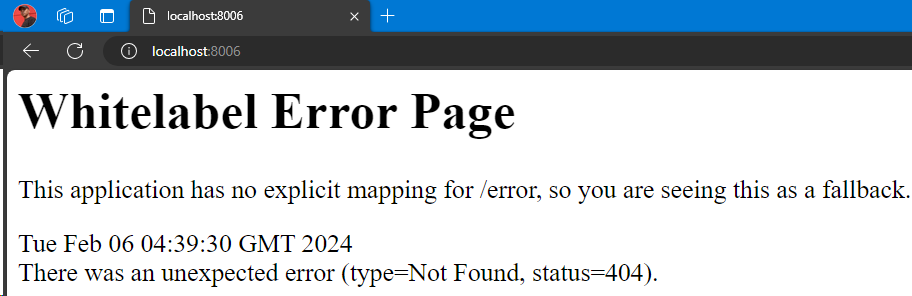 localhost:8006
localhost:8006
Whitelabel Error Page
This application has no explicit mapping for /error, so you are seeing this as a fallback.
Tue Feb 06 04:39:30 GMT 2024
There was an unexpected error (type=Not Found, status=404).